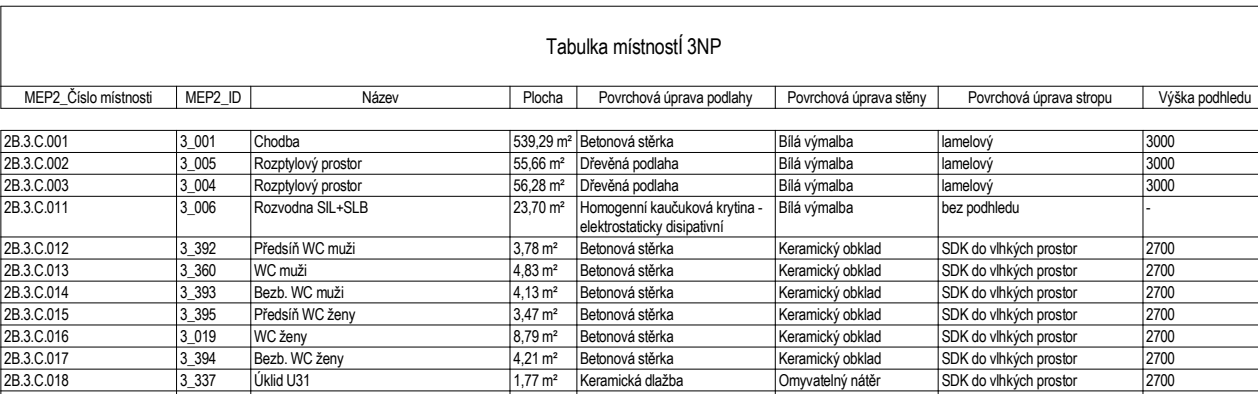 Tabulka místnostÍ 3NP
MEP2_Číslo místnosti MEP2_ID Název Plocha Povrchová úprava podlahy Povrchová úprava stěny Povrchová úprava stropu Výška podhledu
2B.3.C.001 3_001 Chodba 539,29 m² Betonová stěrka Bílá výmalba lamelový 3000
2B.3.C.002 3_005 Rozptylový prostor 55,66 m² Dřevěná podlaha Bílá výmalba lamelový 3000
2B.3.C.003 3_004 Rozptylový prostor 56,28 m² Dřevěná podlaha Bílá výmalba lamelový 3000
2B.3.C.011 3_006 Rozvodna SIL+SLB 23,70 m² Homogenní kaučuková krytina - Bílá výmalba bez podhledu -
elektrostaticky disipativní
2B.3.C.012 3_392 Předsíň WC muži 3,78 m² Betonová stěrka Keramický obklad SDK do vlhkých prostor 2700
2B.3.C.013 3_360 WC muži 4,83 m² Betonová stěrka Keramický obklad SDK do vlhkých prostor 2700
2B.3.C.014 3_393 Bezb. WC muži 4,13 m² Betonová stěrka Keramický obklad SDK do vlhkých prostor 2700
2B.3.C.015 3_395 Předsíň WC ženy 3,47 m² Betonová stěrka Keramický obklad SDK do vlhkých prostor 2700
2B.3.C.016 3_019 WC ženy 8,79 m² Betonová stěrka Keramický obklad SDK do vlhkých prostor 2700
2B.3.C.017 3_394 Bezb. WC ženy 4,21 m² Betonová stěrka Keramický obklad SDK do vlhkých prostor 2700
2B.3.C.018 3_337 Úklid U31 1,77 m² Keramická dlažba Omyvatelný nátěr SDK do vlhkých prostor 2700